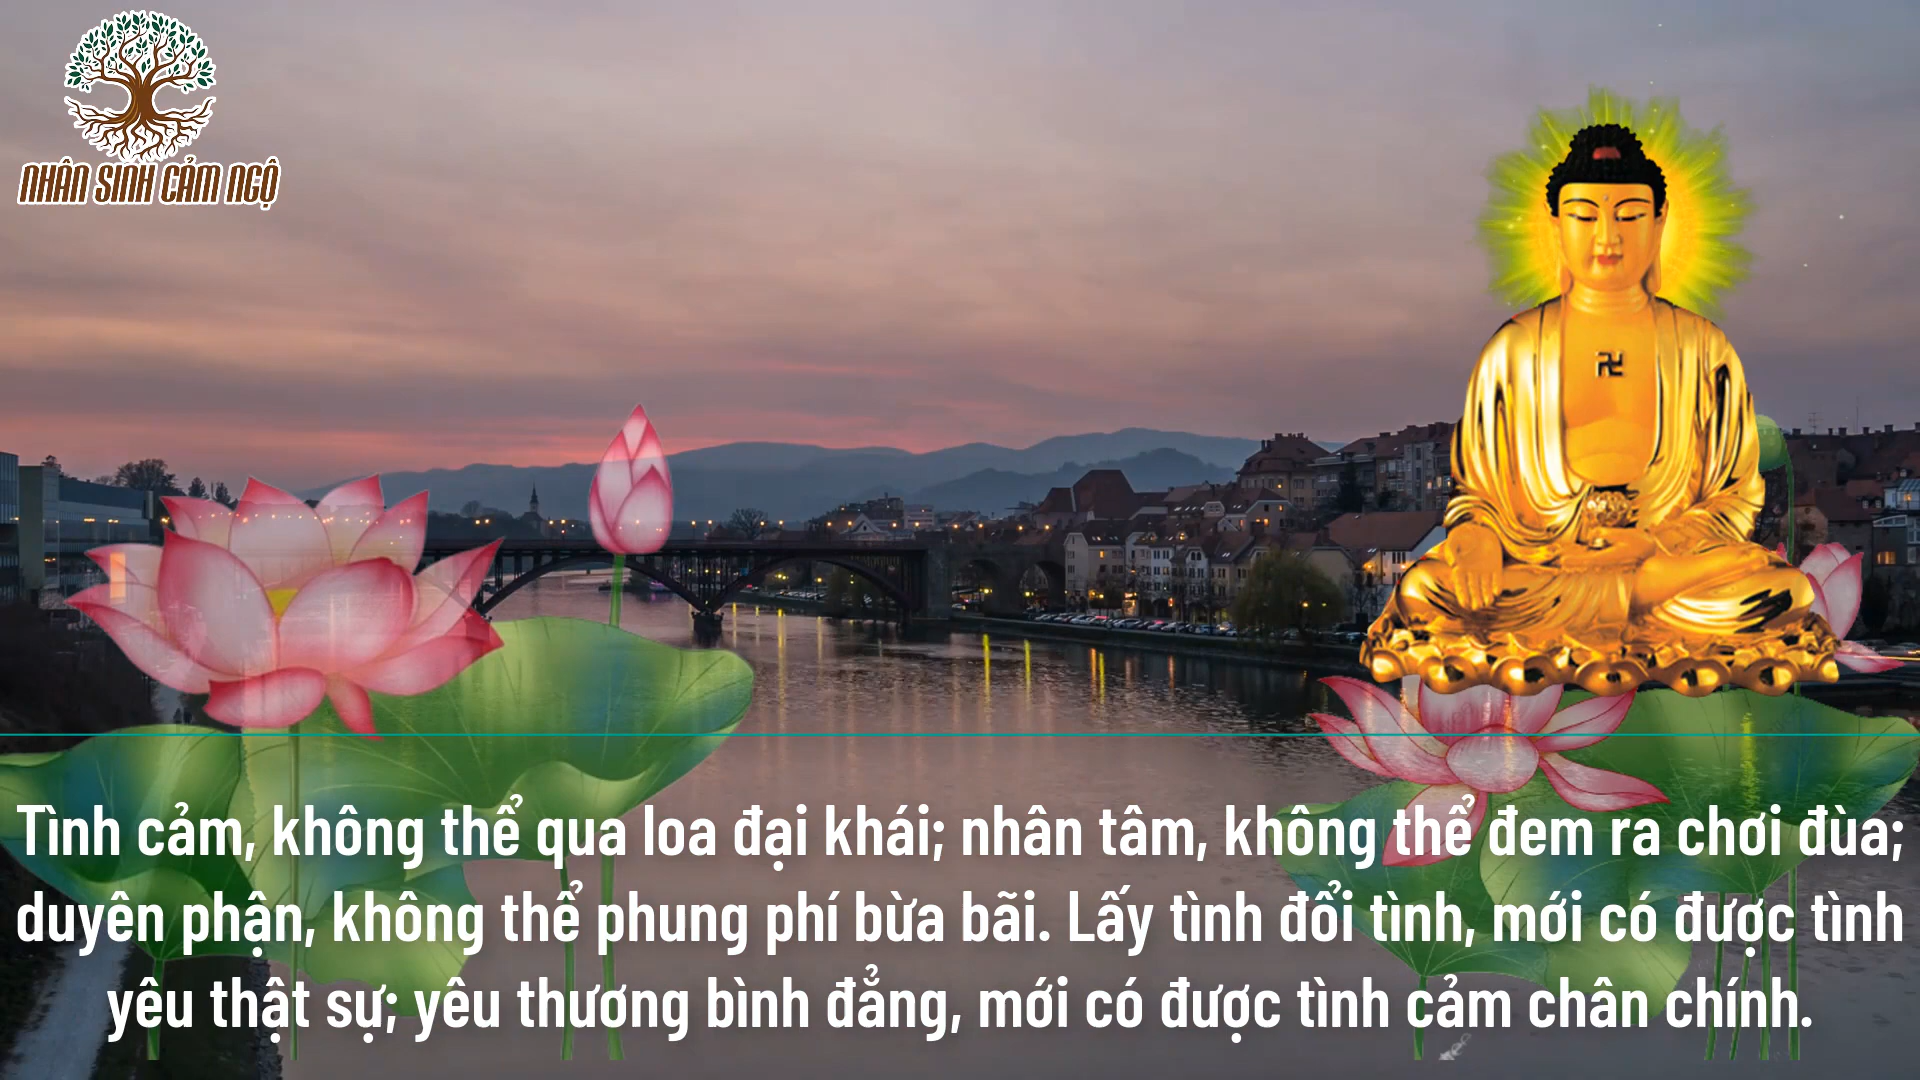 NHÂN SINH CẢM NGỘ
卍
Tình cảm, không thể qua loa đại khái; nhân tâm, không thể đem ra chơi đùa;
duyên phận, không thể phung phí bừa bãi. Lấy tình đổi tình, mới có được tình
yêu thật sự; yêu thương bình đẳng, mới có được tình cảm chân chính.